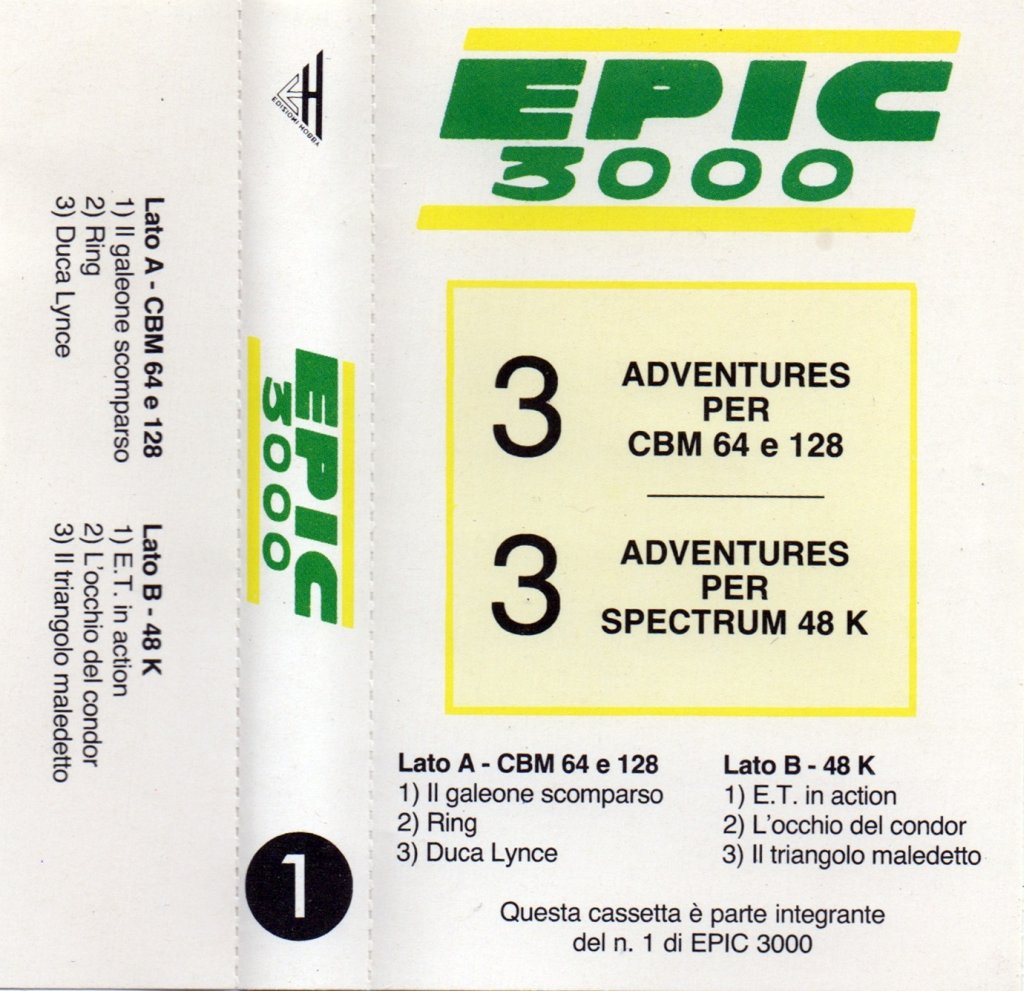 Lato A - CBM 64 e 128
1) Il galeone scomparso
2) Ring
3) Duca Lynce
Lato B - 48 K
1) E.T. in action
2) L'occhio del condor
3) Il triangolo maledetto
EDIZIONI HOBBY
EPIC
3000
1
EPIC
3000
3
ADVENTURES
PER
CBM 64 e 128
3
ADVENTURES
PER
SPECTRUM 48 K
Lato A - CBM 64 e 128
1) Il galeone scomparso
2) Ring
3) Duca Lynce
Lato B - 48 K
1) E.T. in action
2) L'occhio del condor
3) Il triangolo maledetto
Questa cassetta è parte integrante
del n. 1 di EPIC 3000